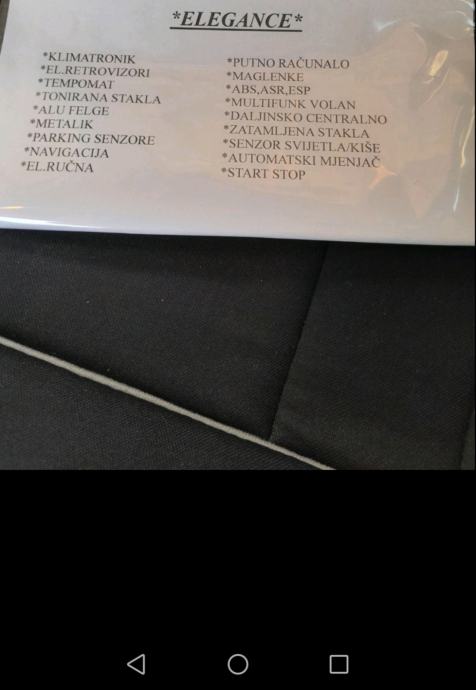 *ELEGANCE*
*KLIMATRONIK
*EL.RETROVIZORI
*TEMPOMAT
*TONIRANA STAKLA
*ALU FELGE
*METALIK
*PARKING SENZORE
*NAVIGACIJA
*EL.RUČNA
*PUTNO RAČUNALO
*MAGLENKE
*ABS,ASR,ESP
*MULTIFUNK VOLAN
*DALJINSKO CENTRALNO
*ZATAMLJENA STAKLA
*SENZOR SVIJETLA/KIŠE
*AUTOMATSKI MJENJAČ
*START STOP